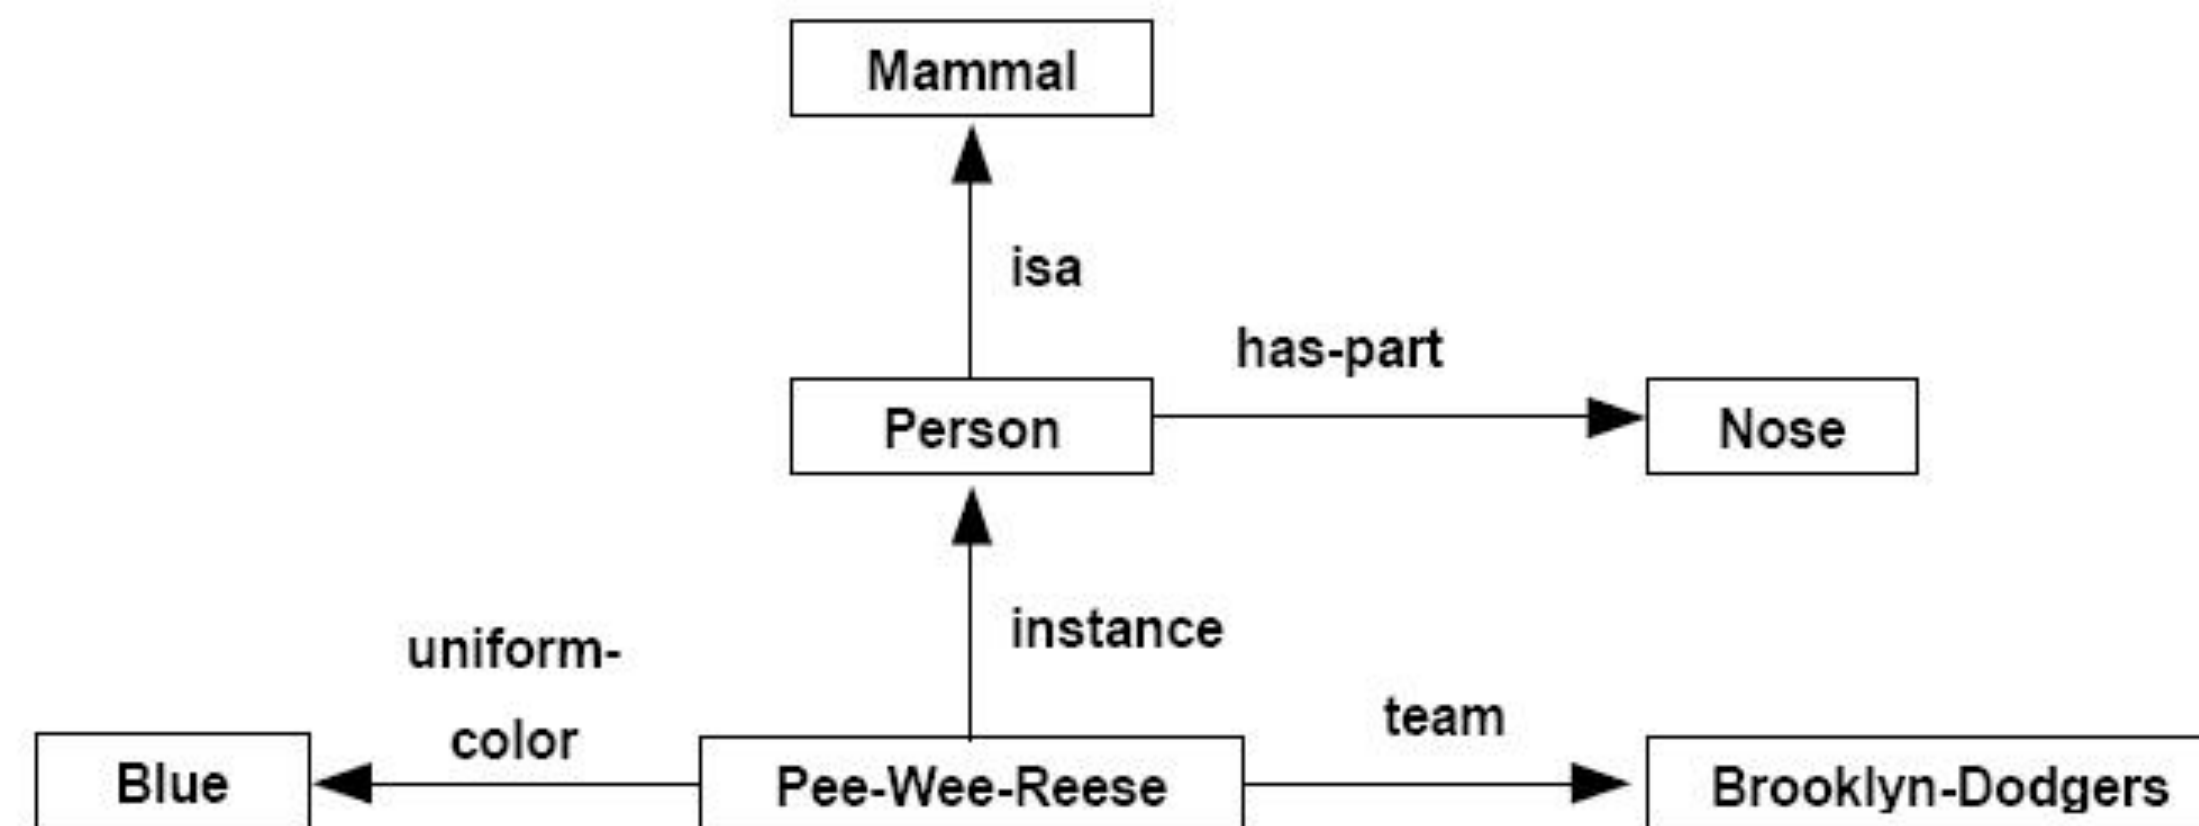 Mammal
isa
has-part
Person
Nose
instance
uniform-
color
team
Blue
Pee-Wee-Reese
Brooklyn-Dodgers